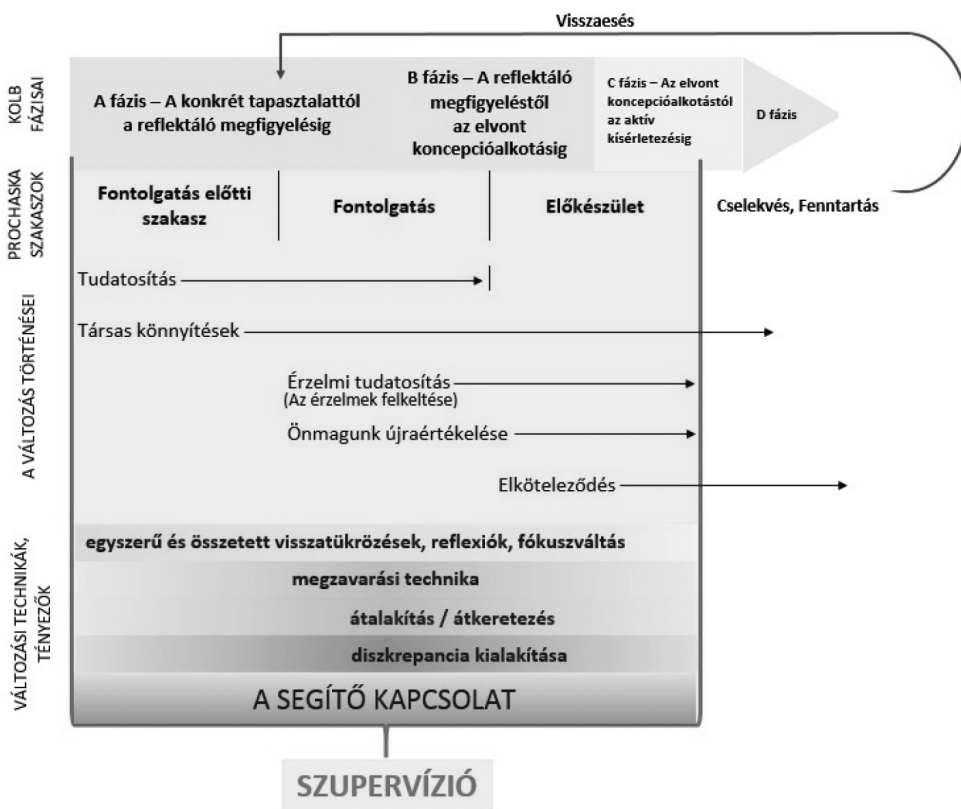 Visszaesés
KOLB
FÁZISAI
A fázis – A konkrét tapasztalattól
a reflektáló megfigyelésig
B fázis – A reflektáló
megfigyeléstől
az elvont
koncepcióalkotásig
C fázis – Az elvont
koncepcióalkotástól
az aktív
kísérletezésig
D fázis
PROCHASKA
SZAKASZOK
Fontolgatás előtti
szakasz
Fontolgatás
Előkészület
Cselekvés, Fenntartás
A VÁLTOZÁS TÖRTÉNÉSEI
Tudatosítás
Társas könnyítések
Érzelmi tudatosítás
(Az érzelmek felkeltése)
Önmagunk újraértékelése
Elköteleződés
VÁLTOZÁSI TECHNIKÁK,
TÉNYEZŐK
egyszerű és összetett visszatükrözések, reflexiók, fókuszváltás
megzavarási technika
átalakítás / átkeretezés
diszkrepancia kialakítása
A SEGÍTŐ KAPCSOLAT
SZUPERVÍZIÓ